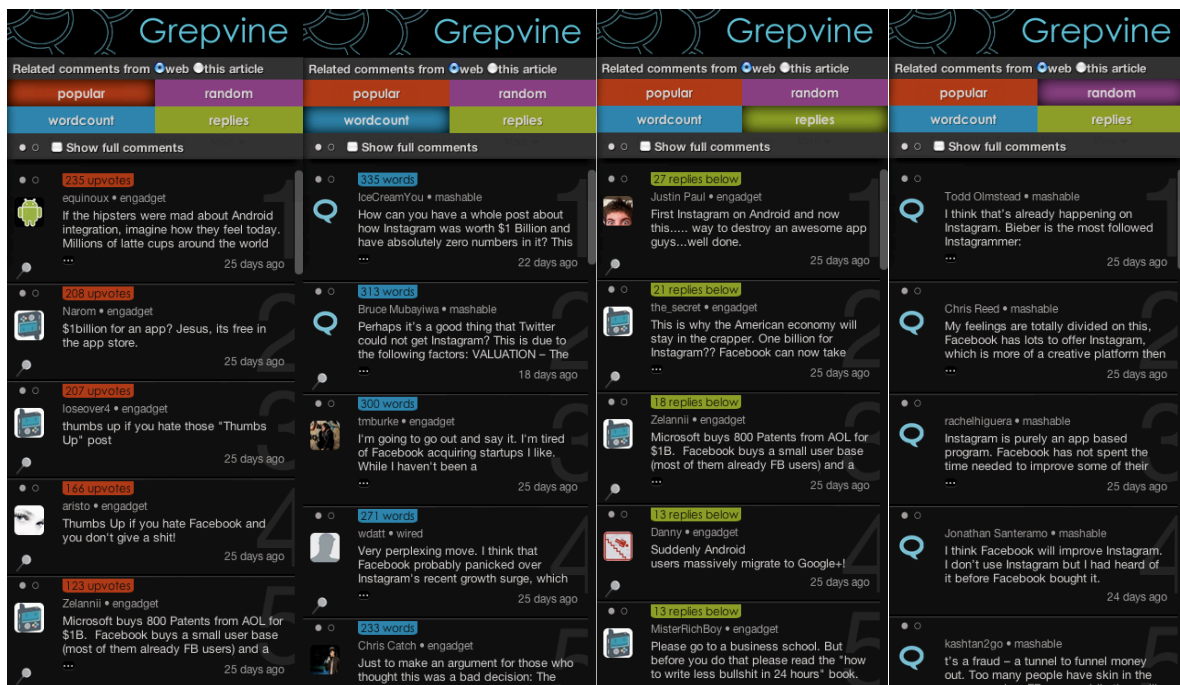 Grepvine
Related comments from web this article
popular random
wordcount replies
Show full comments
235 upvotes
equinoux • engadget
If the hipsters were mad about Android
integration, imagine how they feel today.
Millions of latte cups around the world
...
25 days ago
1
208 upvotes
Narom • engadget
$1billion for an app? Jesus, its free in
the app store.
25 days ago
2
207 upvotes
loseover4 • engadget
thumbs up if you hate those "Thumbs
Up" post
25 days ago
3
166 upvotes
aristo • engadget
Thumbs Up if you hate Facebook and
you don't give a shit!
25 days ago
4
123 upvotes
Zelannii • engadget
Microsoft buys 800 Patents from AOL for
$1B. Facebook buys a small user base
(most of them already FB users) and a
...
25 days ago
5
Grepvine
Related comments from web this article
popular random
wordcount replies
Show full comments
335 words
IceCreamYou • mashable
How can you have a whole post about
how Instagram was worth $1 Billion and
have absolutely zero numbers in it? This
...
22 days ago
1
313 words
Bruce Mubayiwa • mashable
Perhaps it's a good thing that Twitter
could not get Instagram? This is due to
the following factors: VALUATION – The
...
18 days ago
2
300 words
tmburke • engadget
I'm going to go out and say it. I'm tired
of Facebook acquiring startups I like.
While I haven't been a
...
25 days ago
3
271 words
wdatt • wired
Very perplexing move. I think that
Facebook probably panicked over
Instagram's recent growth surge, which
...
25 days ago
4
233 words
Chris Catch • mashable
Just to make an argument for those who
thought this was a bad decision: The
5
Grepvine
Related comments from web this article
popular random
wordcount replies
Show full comments
27 replies below
Justin Paul • engadget
First Instagram on Android and now
this..... way to destroy an awesome app
guys...well done.
25 days ago
1
21 replies below
the_secret • engadget
This is why the American economy will
stay in the crapper. One billion for
Instagram?? Facebook can now take
...
25 days ago
2
18 replies below
Zelannii • engadget
Microsoft buys 800 Patents from AOL for
$1B. Facebook buys a small user base
(most of them already FB users) and a
...
25 days ago
3
13 replies below
Danny • engadget
Suddenly Android
users massively migrate to Google+!
25 days ago
4
13 replies below
MisterRichBoy • engadget
Please go to a business school. But
before you do that please read the "how
to write less bullshit in 24 hours" book.
5
Grepvine
Related comments from web this article
popular random
wordcount replies
Show full comments
Todd Olmstead • mashable
I think that's already happening on
Instagram. Bieber is the most followed
Instagrammer:
...
25 days ago
1
Chris Reed • mashable
My feelings are totally divided on this,
Facebook has lots to offer Instagram,
which is more of a creative platform then
...
25 days ago
2
rachelhiguera • mashable
Instagram is purely an app based
program. Facebook has not spent the
time needed to improve some of their
...
25 days ago
3
Jonathan Santeramo • mashable
I think Facebook will improve Instagram.
I don't use Instagram but I had heard of
it before Facebook bought it.
24 days ago
4
kashtan2go • mashable
t's a fraud – a tunnel to funnel money
out. Too many people have skin in the
5